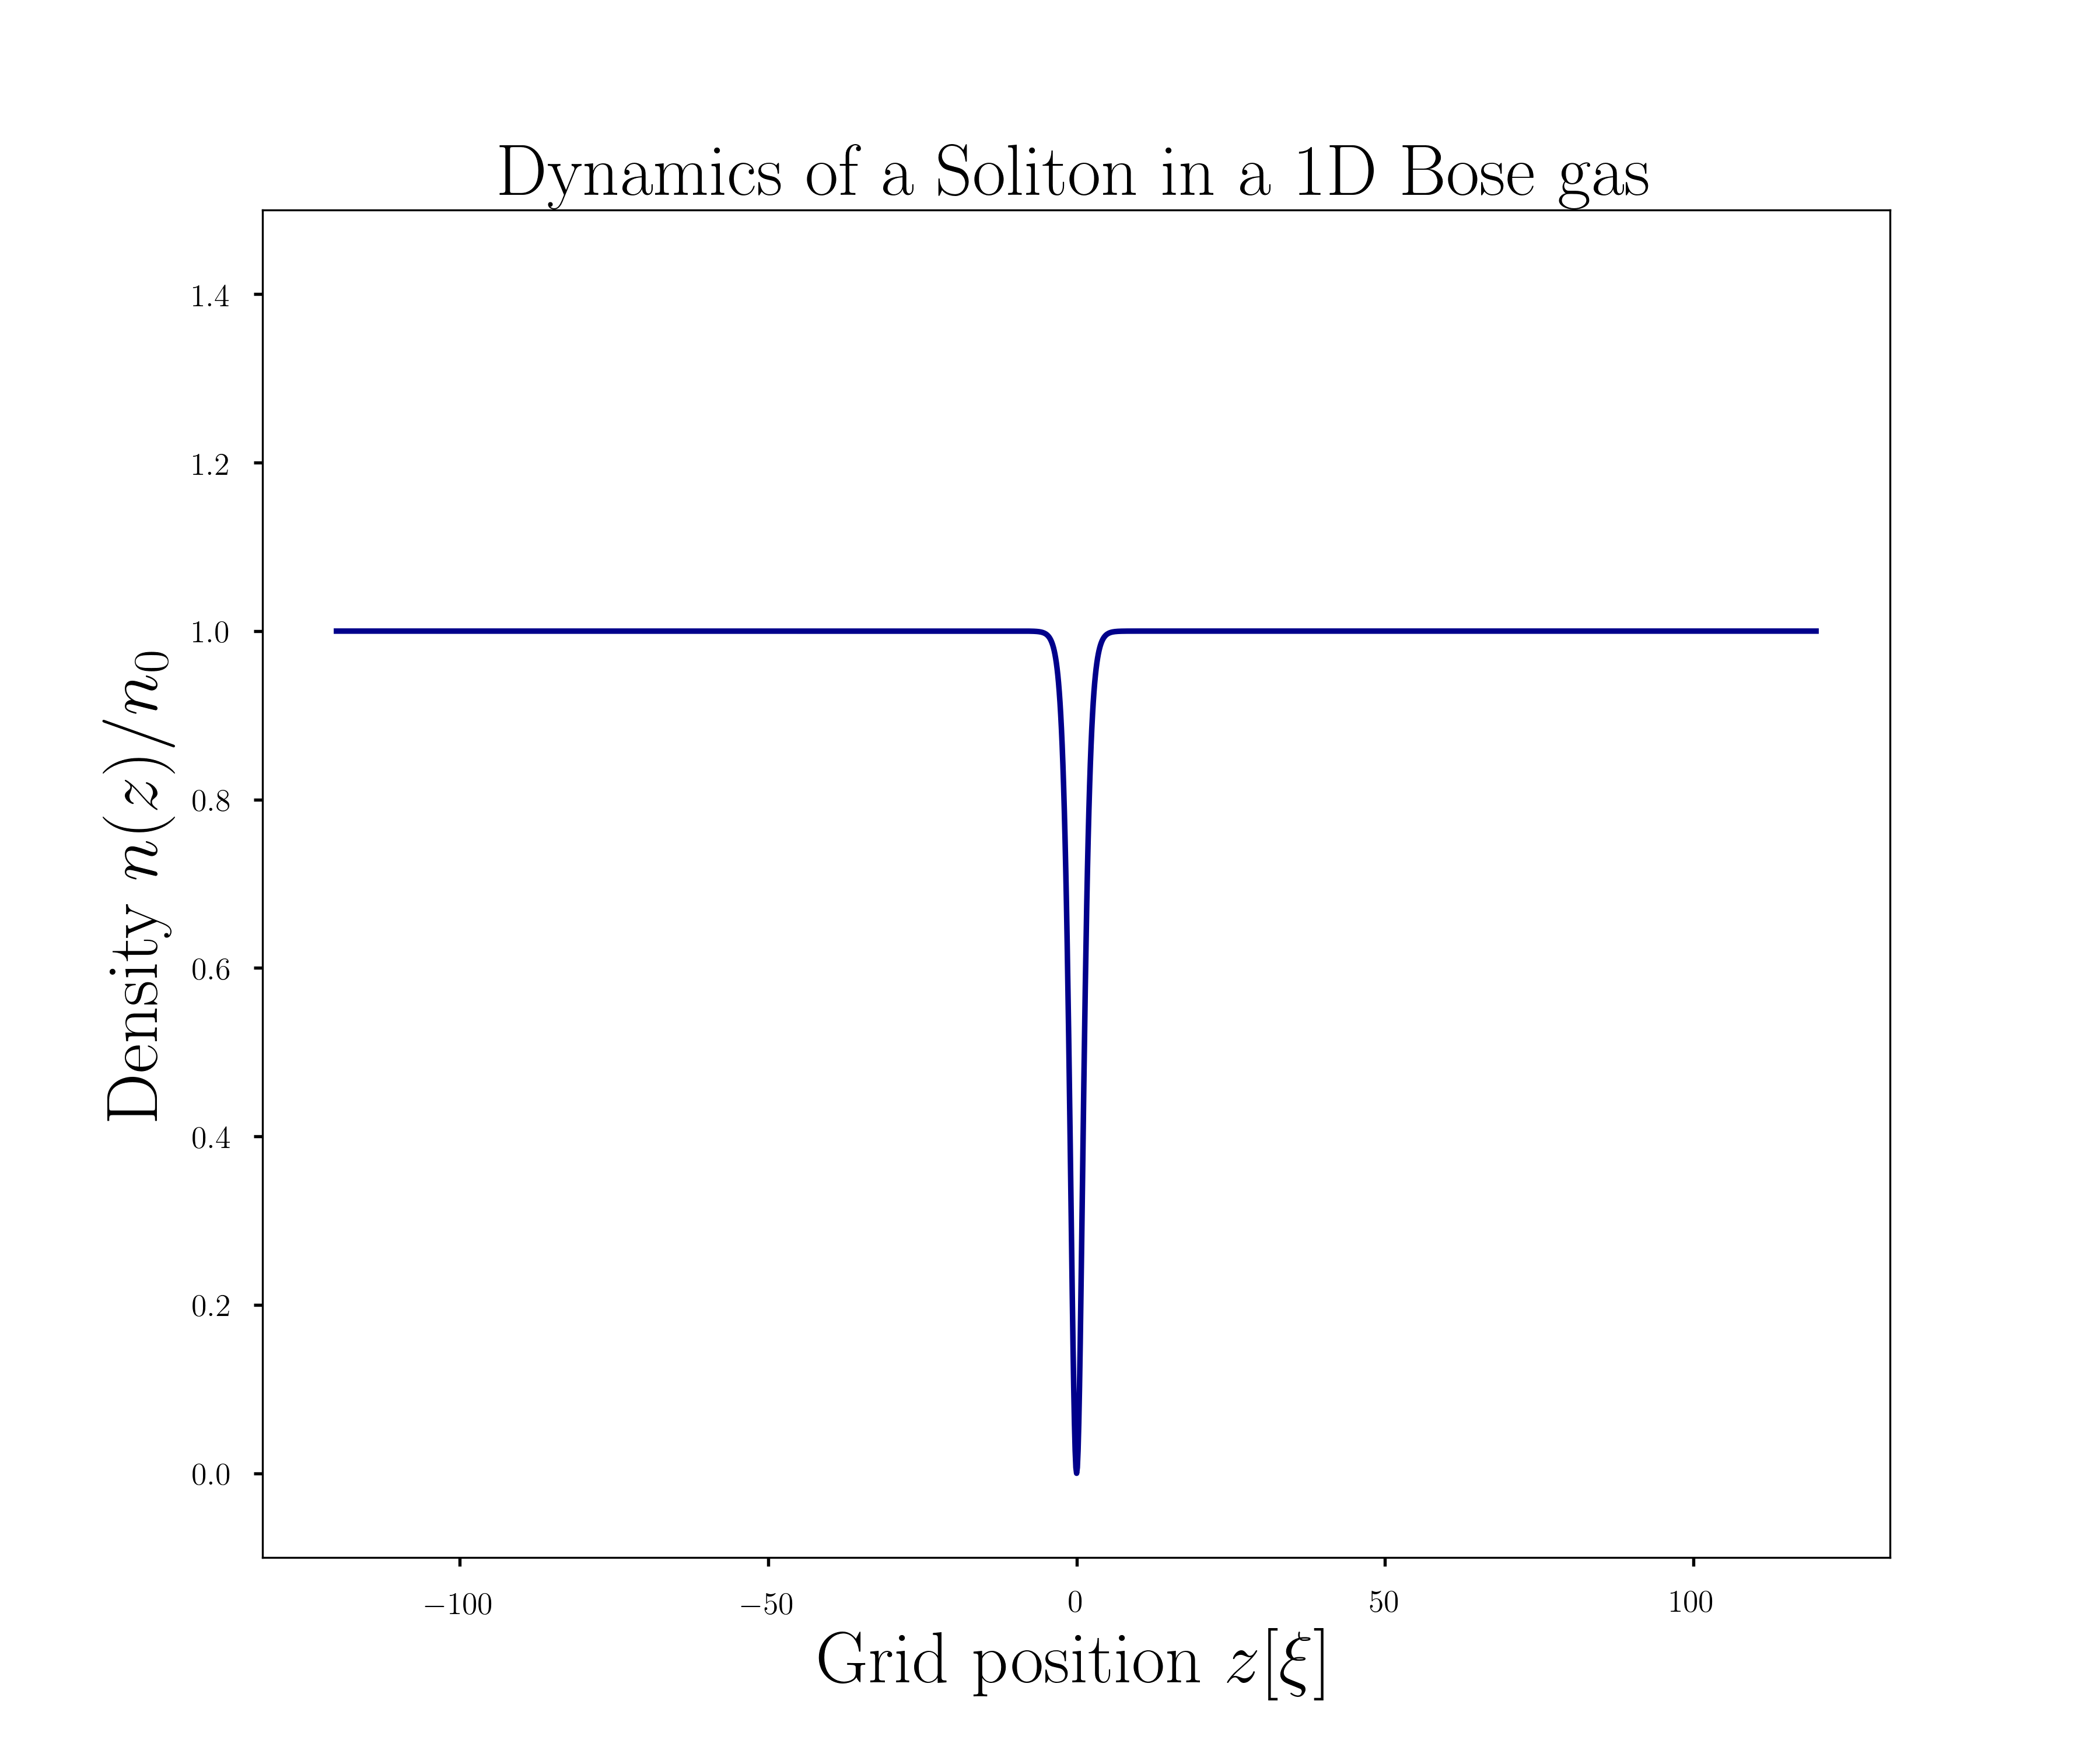 Dynamics of a Soliton in a 1D Bose gas
Density n(z)/n₀
1.4
1.2
1.0
0.8
0.6
0.4
0.2
0.0
−100 −50 0 50 100
Grid position z[ξ]